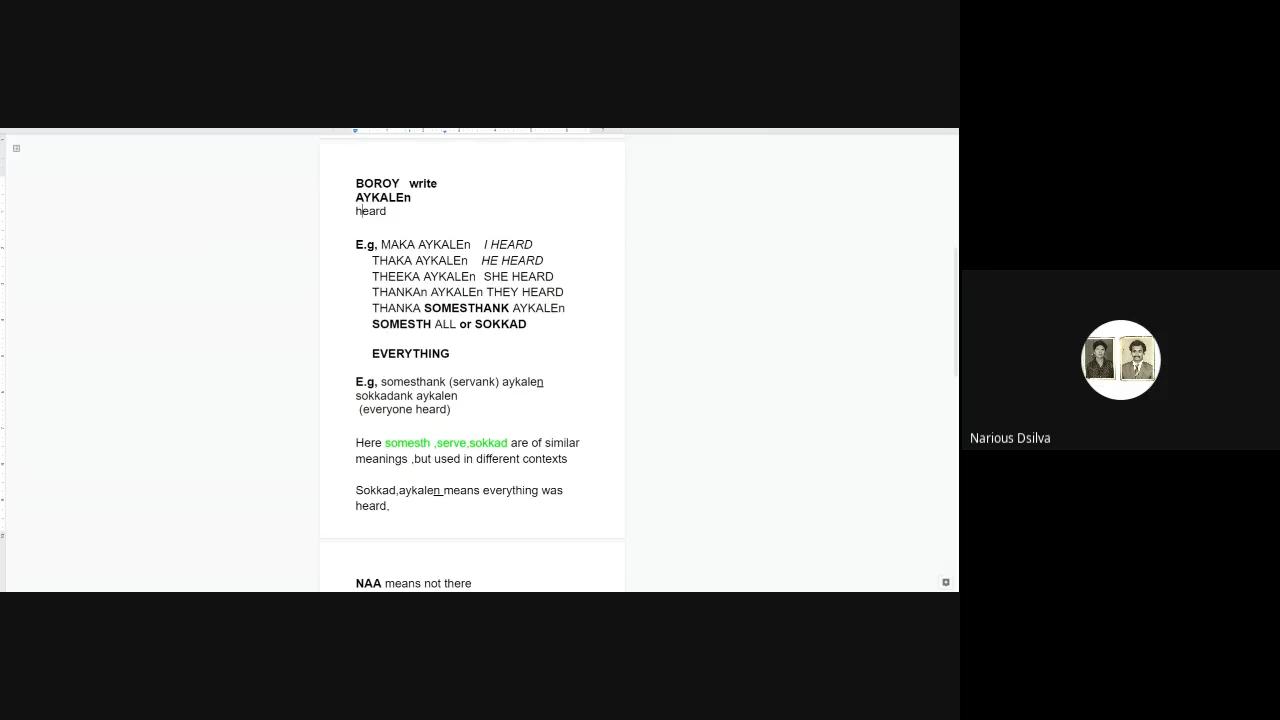 BOROY write
AYKALEn
heard
E.g, MAKA AYKALEn I HEARD
THAKA AYKALEn HE HEARD
THEEKA AYKALEn SHE HEARD
THANKAn AYKALEn THEY HEARD
THANKA SOMESTHANK AYKALEn
SOMESTH ALL or SOKKAD
EVERYTHING
E.g, somesthank (servank) aykalen
sokkadank aykalen
(everyone heard)
Here somesth ,serve,sokkad are of similar
meanings ,but used in different contexts
Sokkad,aykalen means everything was
heard,
NAA means not there
Narious Dsilva